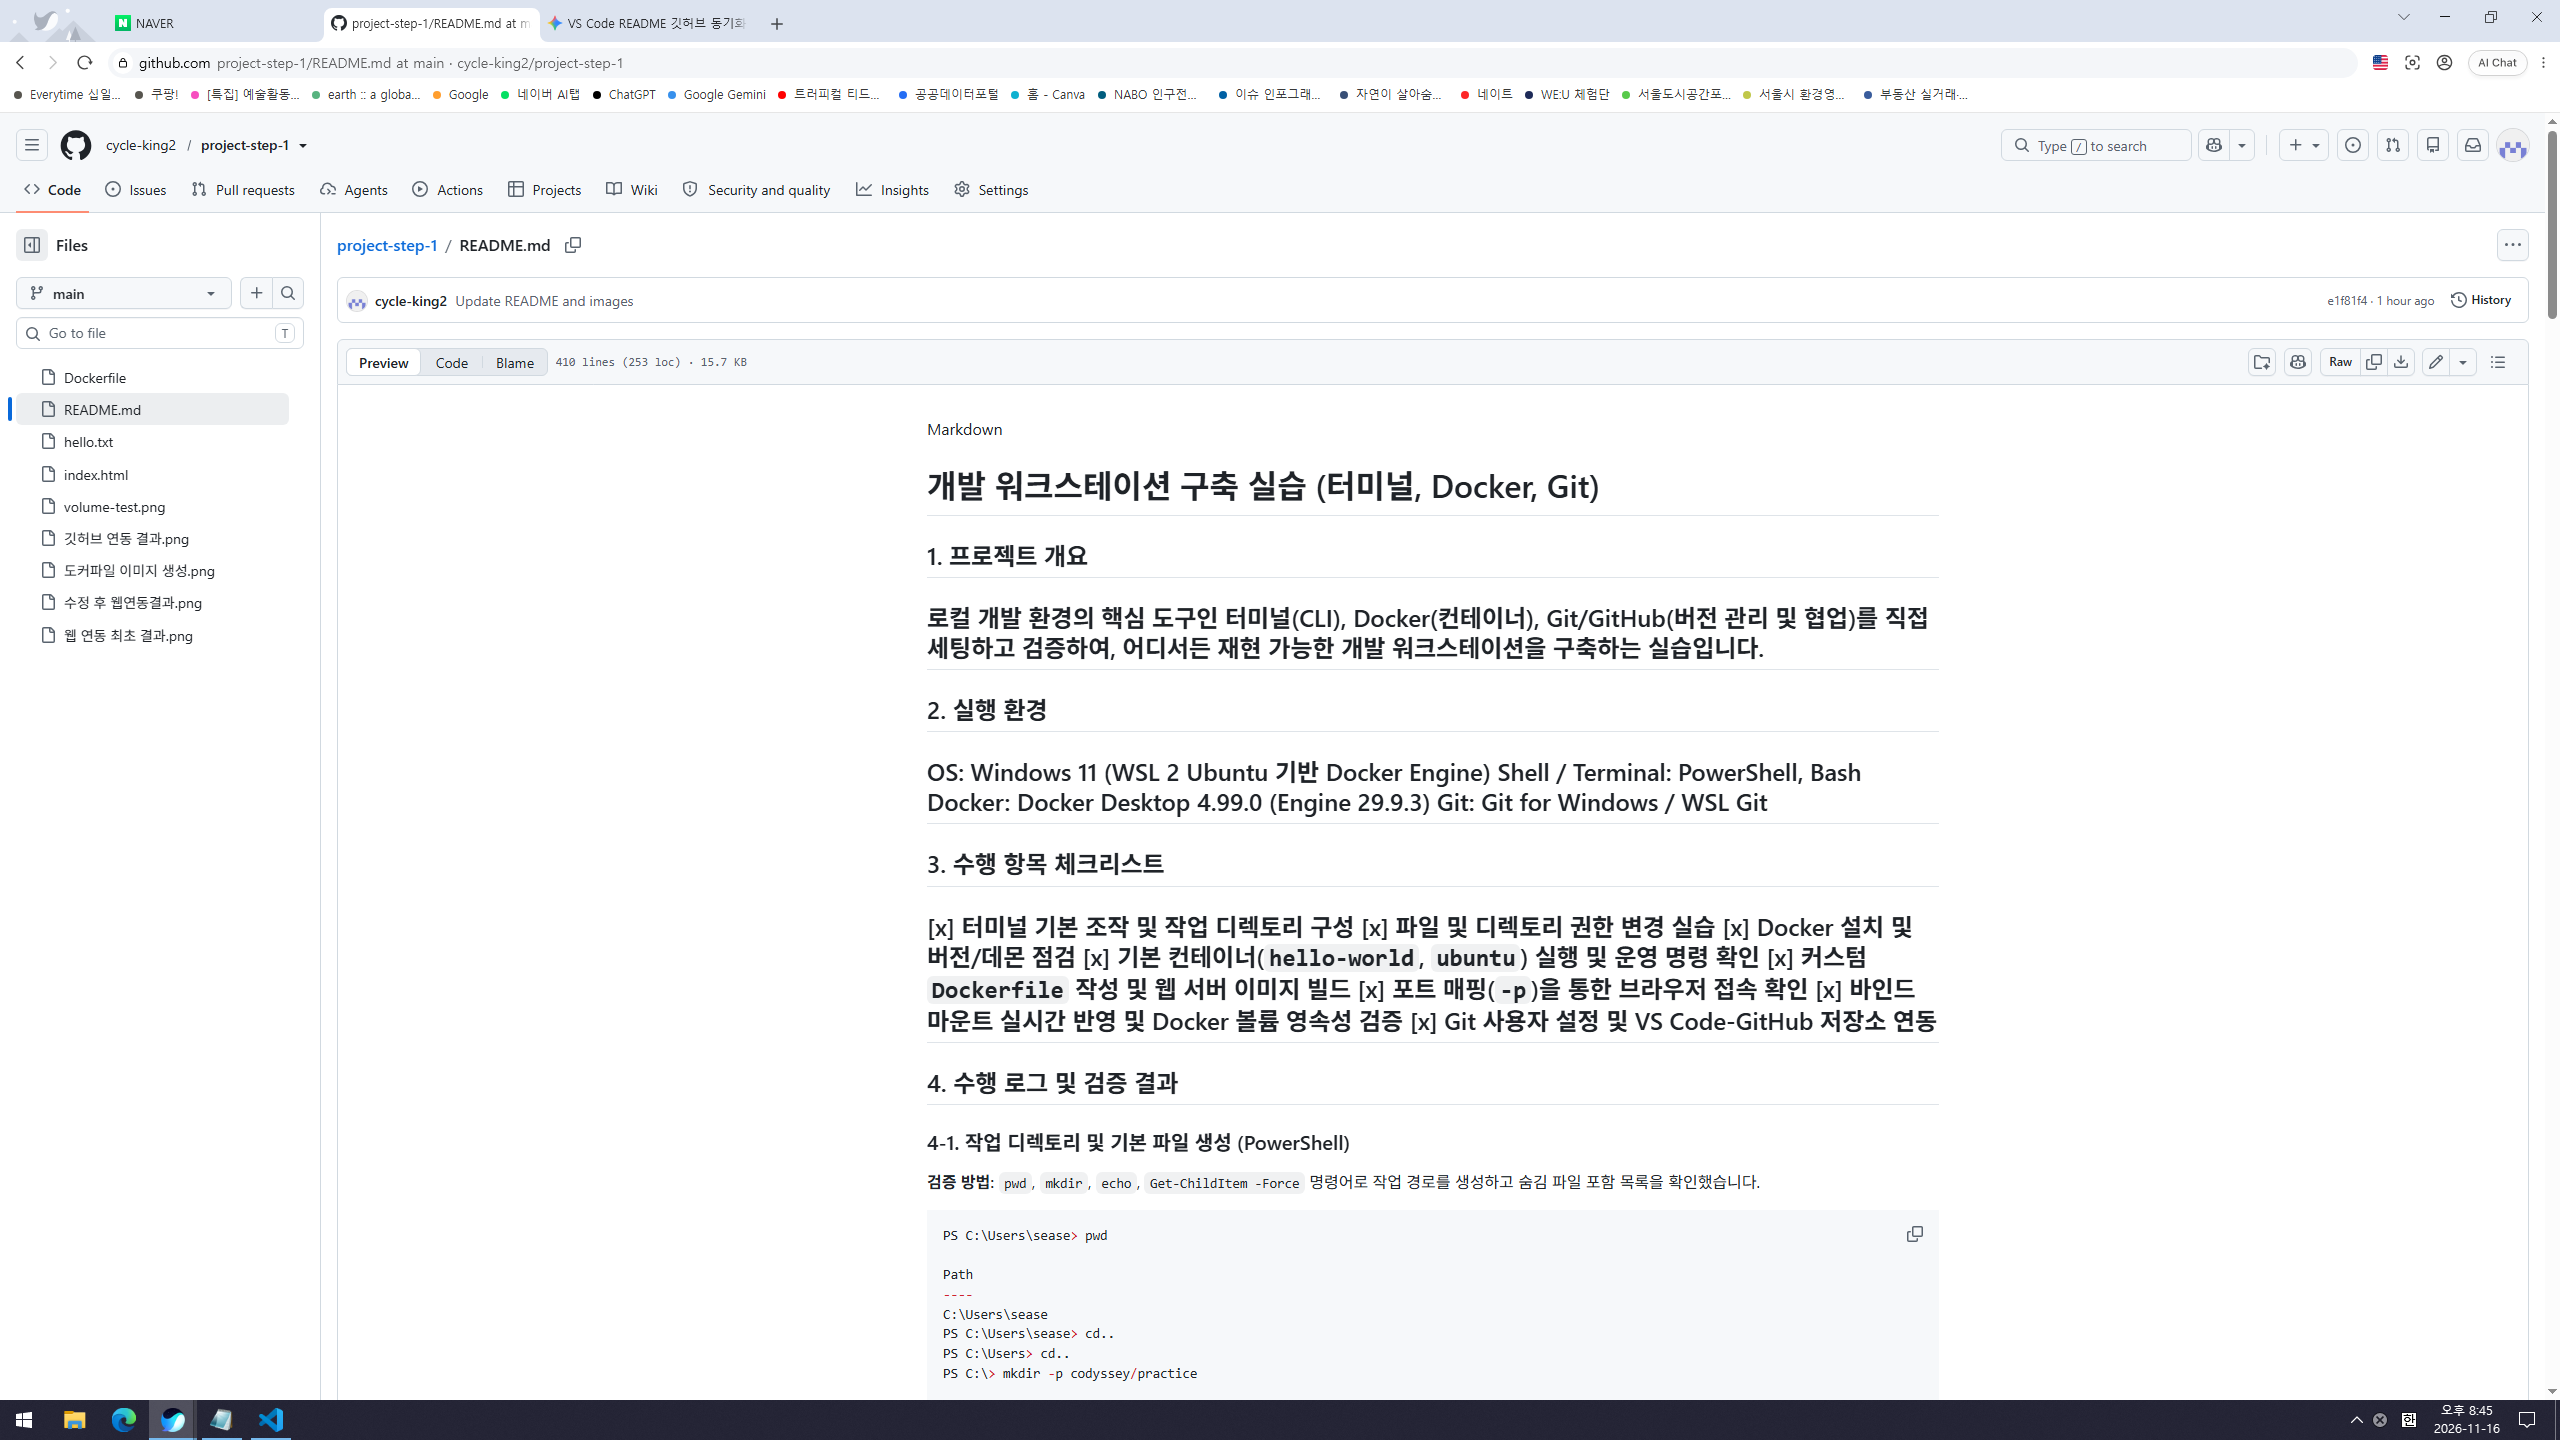 NAVER
project-step-1/README.md at m
VS Code README 깃허브 동기화
github.com project-step-1/README.md at main · cycle-king2/project-step-1
AI Chat
Everytime 십일... 쿠팡! [특집] 예술활동... earth :: a globa... Google 네이버 AI탭 ChatGPT Google Gemini 트러피컬 티드... 공공데이터포털 홈 - Canva NABO 인구전... 이슈 인포그래... 자연이 살아숨... 네이트 WE:U 체험단 서울도시공간포... 서울시 환경영... 부동산 실거래...
cycle-king2 / project-step-1
Type / to search
Code Issues Pull requests Agents Actions Projects Wiki Security and quality Insights Settings
Files
main
Go to file T
Dockerfile
README.md
hello.txt
index.html
volume-test.png
깃허브 연동 결과.png
도커파일 이미지 생성.png
수정 후 웹연동결과.png
웹 연동 최초 결과.png
project-step-1 / README.md
cycle-king2 Update README and images
e1f81f4 · 1 hour ago History
Preview Code Blame 410 lines (253 loc) · 15.7 KB
Raw
Markdown
개발 워크스테이션 구축 실습 (터미널, Docker, Git)
1. 프로젝트 개요
로컬 개발 환경의 핵심 도구인 터미널(CLI), Docker(컨테이너), Git/GitHub(버전 관리 및 협업)를 직접
세팅하고 검증하여, 어디서든 재현 가능한 개발 워크스테이션을 구축하는 실습입니다.
2. 실행 환경
OS: Windows 11 (WSL 2 Ubuntu 기반 Docker Engine) Shell / Terminal: PowerShell, Bash
Docker: Docker Desktop 4.99.0 (Engine 29.9.3) Git: Git for Windows / WSL Git
3. 수행 항목 체크리스트
[x] 터미널 기본 조작 및 작업 디렉토리 구성 [x] 파일 및 디렉토리 권한 변경 실습 [x] Docker 설치 및
버전/데몬 점검 [x] 기본 컨테이너(hello-world, ubuntu) 실행 및 운영 명령 확인 [x] 커스텀
Dockerfile 작성 및 웹 서버 이미지 빌드 [x] 포트 매핑(-p)을 통한 브라우저 접속 확인 [x] 바인드
마운트 실시간 반영 및 Docker 볼륨 영속성 검증 [x] Git 사용자 설정 및 VS Code-GitHub 저장소 연동
4. 수행 로그 및 검증 결과
4-1. 작업 디렉토리 및 기본 파일 생성 (PowerShell)
검증 방법: pwd, mkdir, echo, Get-ChildItem -Force 명령어로 작업 경로를 생성하고 숨김 파일 포함 목록을 확인했습니다.
PS C:\Users\sease> pwd
Path
----
C:\Users\sease
PS C:\Users\sease> cd..
PS C:\Users> cd..
PS C:\> mkdir -p codyssey/practice
한
오후 8:45
2026-11-16